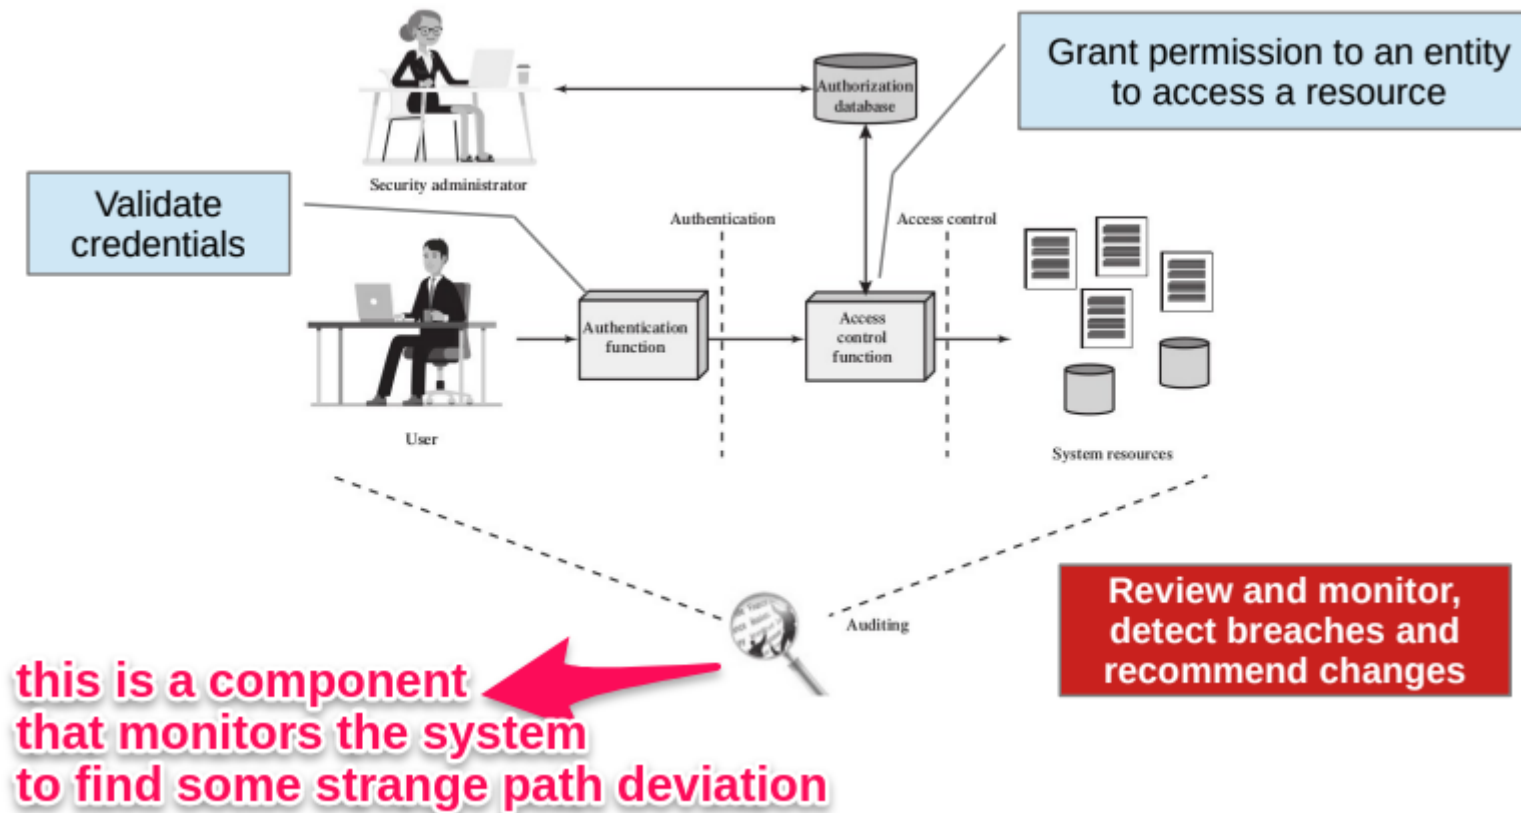 Grant permission to an entity
to access a resource
Authorization
database
Security administrator
Validate
credentials
Authentication
Access control
Authentication
function
Access
control
function
User
System resources
Auditing
Review and monitor,
detect breaches and
recommend changes
this is a component
that monitors the system
to find some strange path deviation